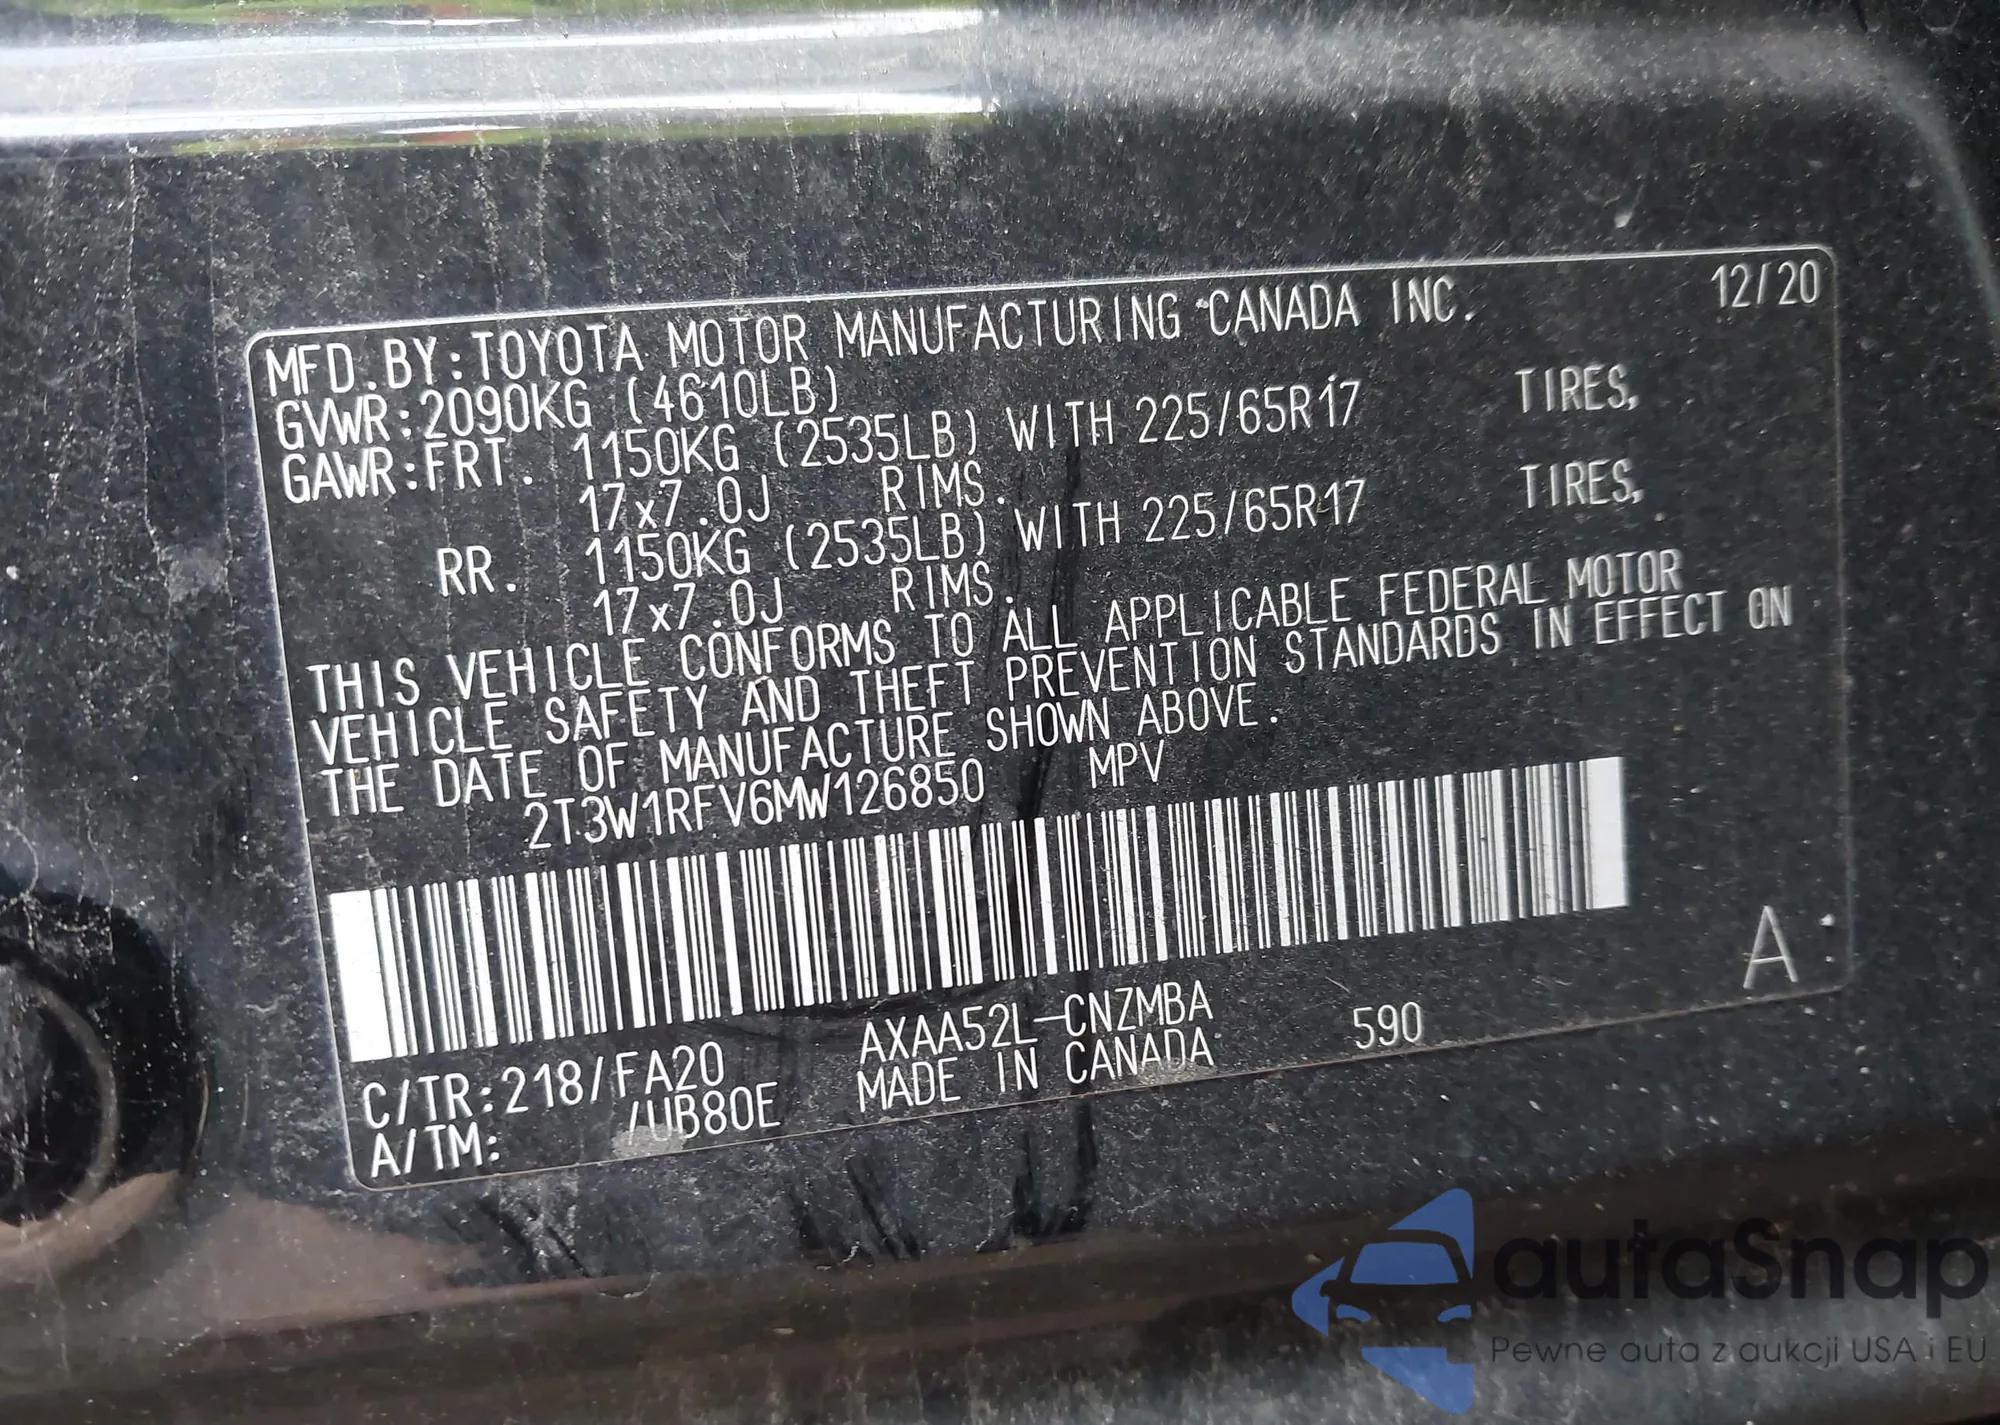 MFD.BY:TOYOTA MOTOR MANUFACTURING CANADA INC. 12/20
GVWR:2090KG (4610LB)
GAWR:FRT. 1150KG (2535LB) WITH 225/65R17 TIRES,
17x7.0J RIMS.
RR. 1150KG (2535LB) WITH 225/65R17 TIRES,
17x7.0J RIMS.
THIS VEHICLE CONFORMS TO ALL APPLICABLE FEDERAL MOTOR
VEHICLE SAFETY AND THEFT PREVENTION STANDARDS IN EFFECT ON
THE DATE OF MANUFACTURE SHOWN ABOVE.
2T3W1RFV6MW126850 MPV
A
C/TR:218/FA20 AXAA52L-CNZMBA 590
A/TM: /UB80E MADE IN CANADA
autaSnap
Pewne auta z aukcji USA i EU